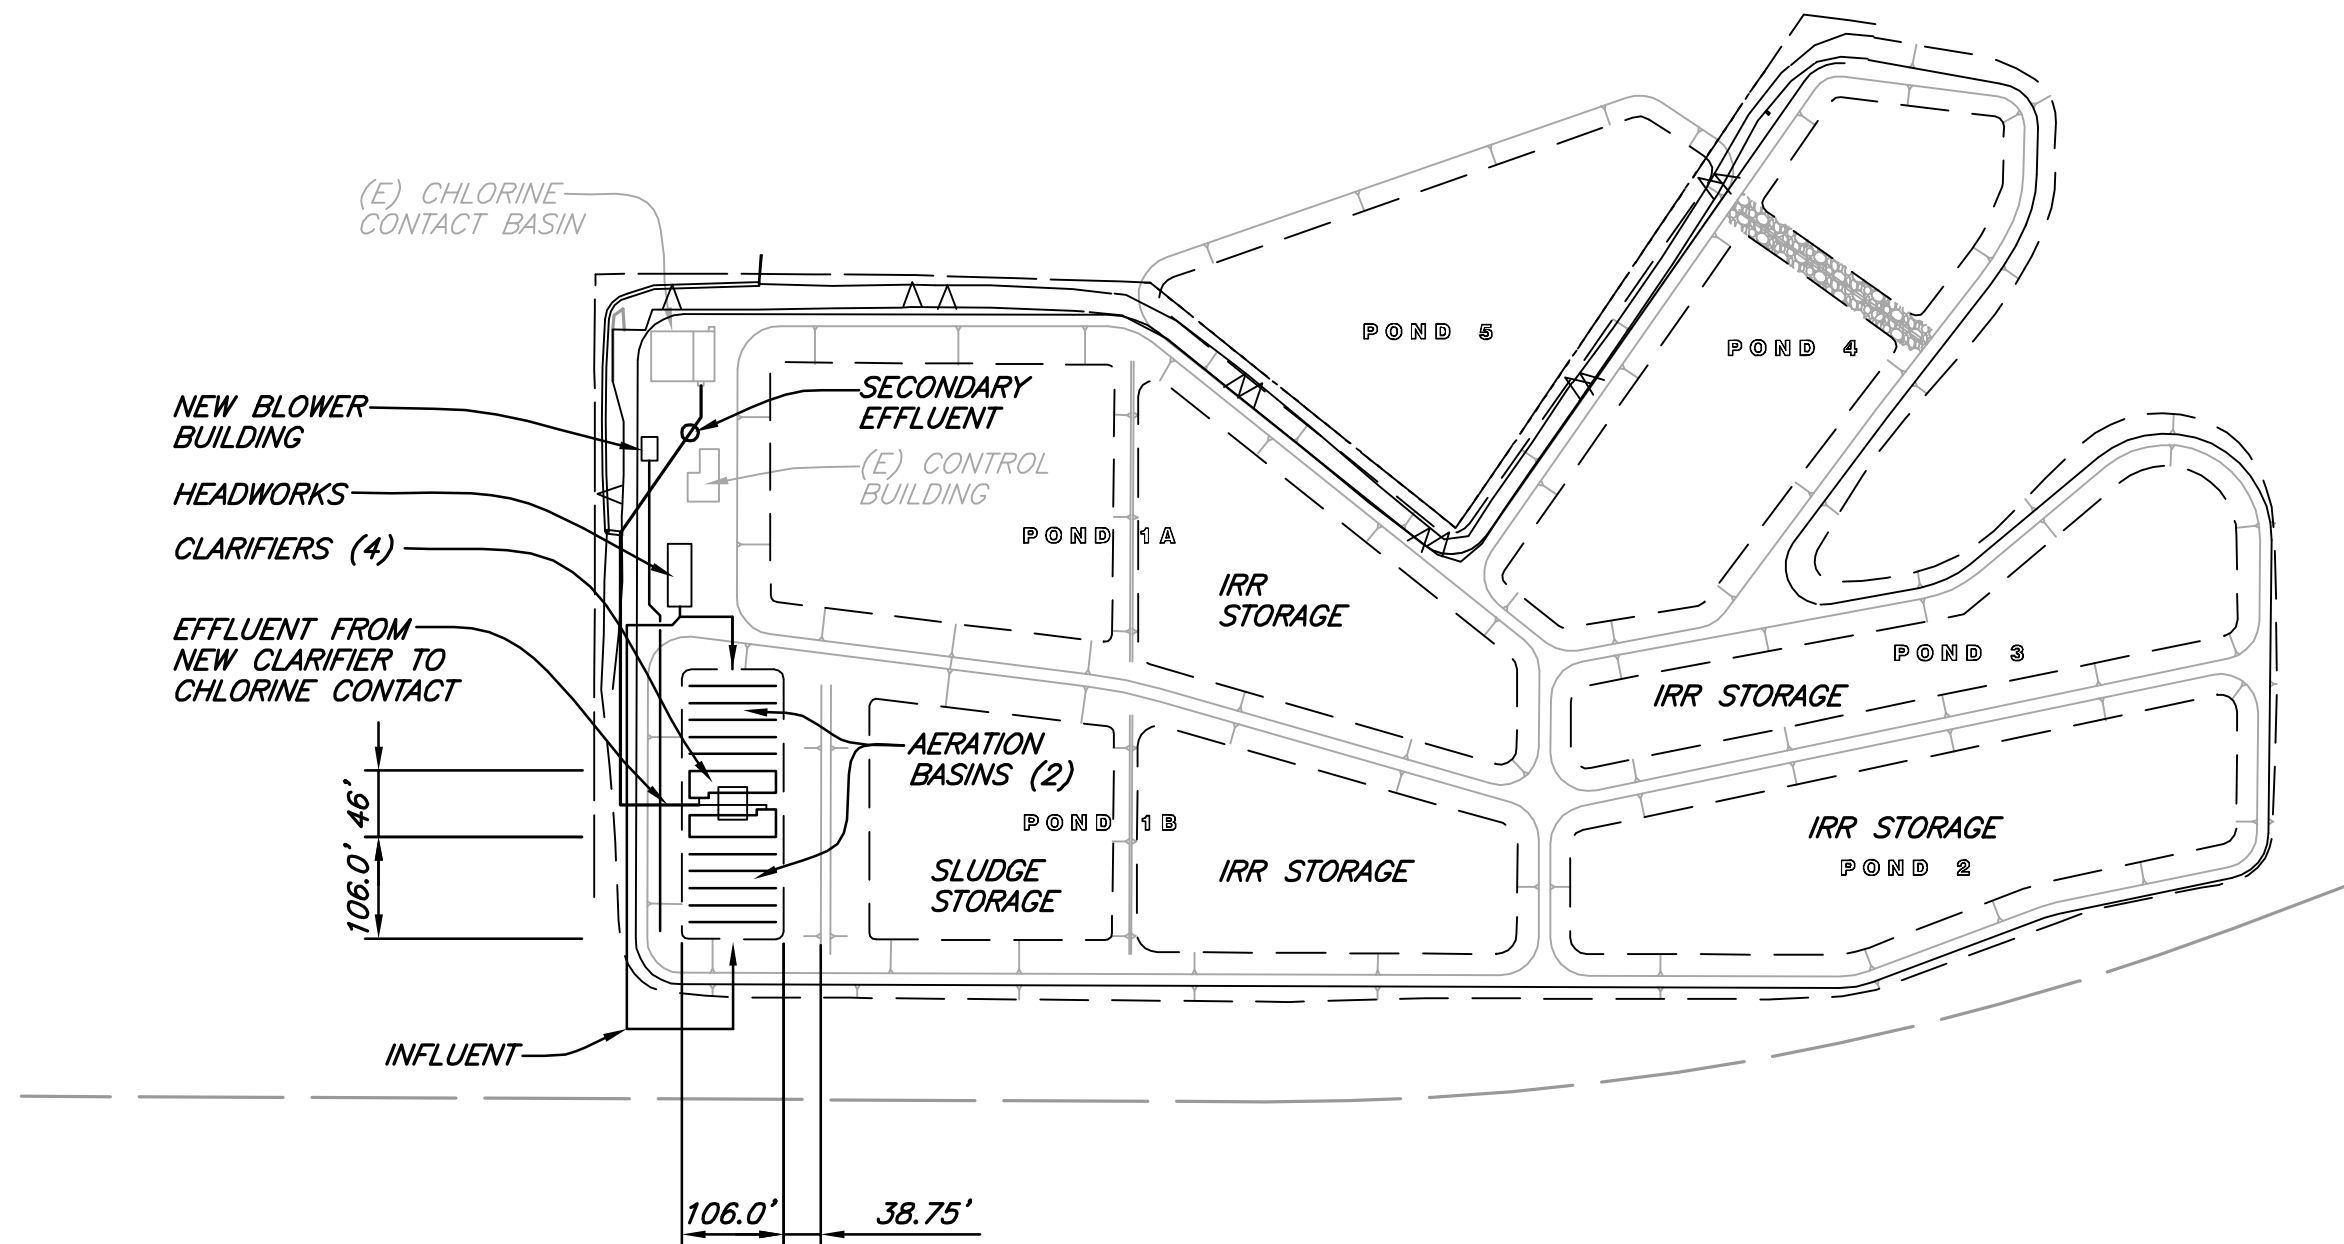 (E) CHLORINE
CONTACT BASIN
POND 5
POND 4
NEW BLOWER
BUILDING
SECONDARY
EFFLUENT
(E) CONTROL
BUILDING
HEADWORKS
CLARIFIERS (4)
POND 1A
IRR
STORAGE
EFFLUENT FROM
NEW CLARIFIER TO
CHLORINE CONTACT
POND 3
IRR STORAGE
AERATION
BASINS (2)
46'
106.0'
POND 1B
SLUDGE
STORAGE
IRR STORAGE
IRR STORAGE
POND 2
INFLUENT
106.0'
38.75'